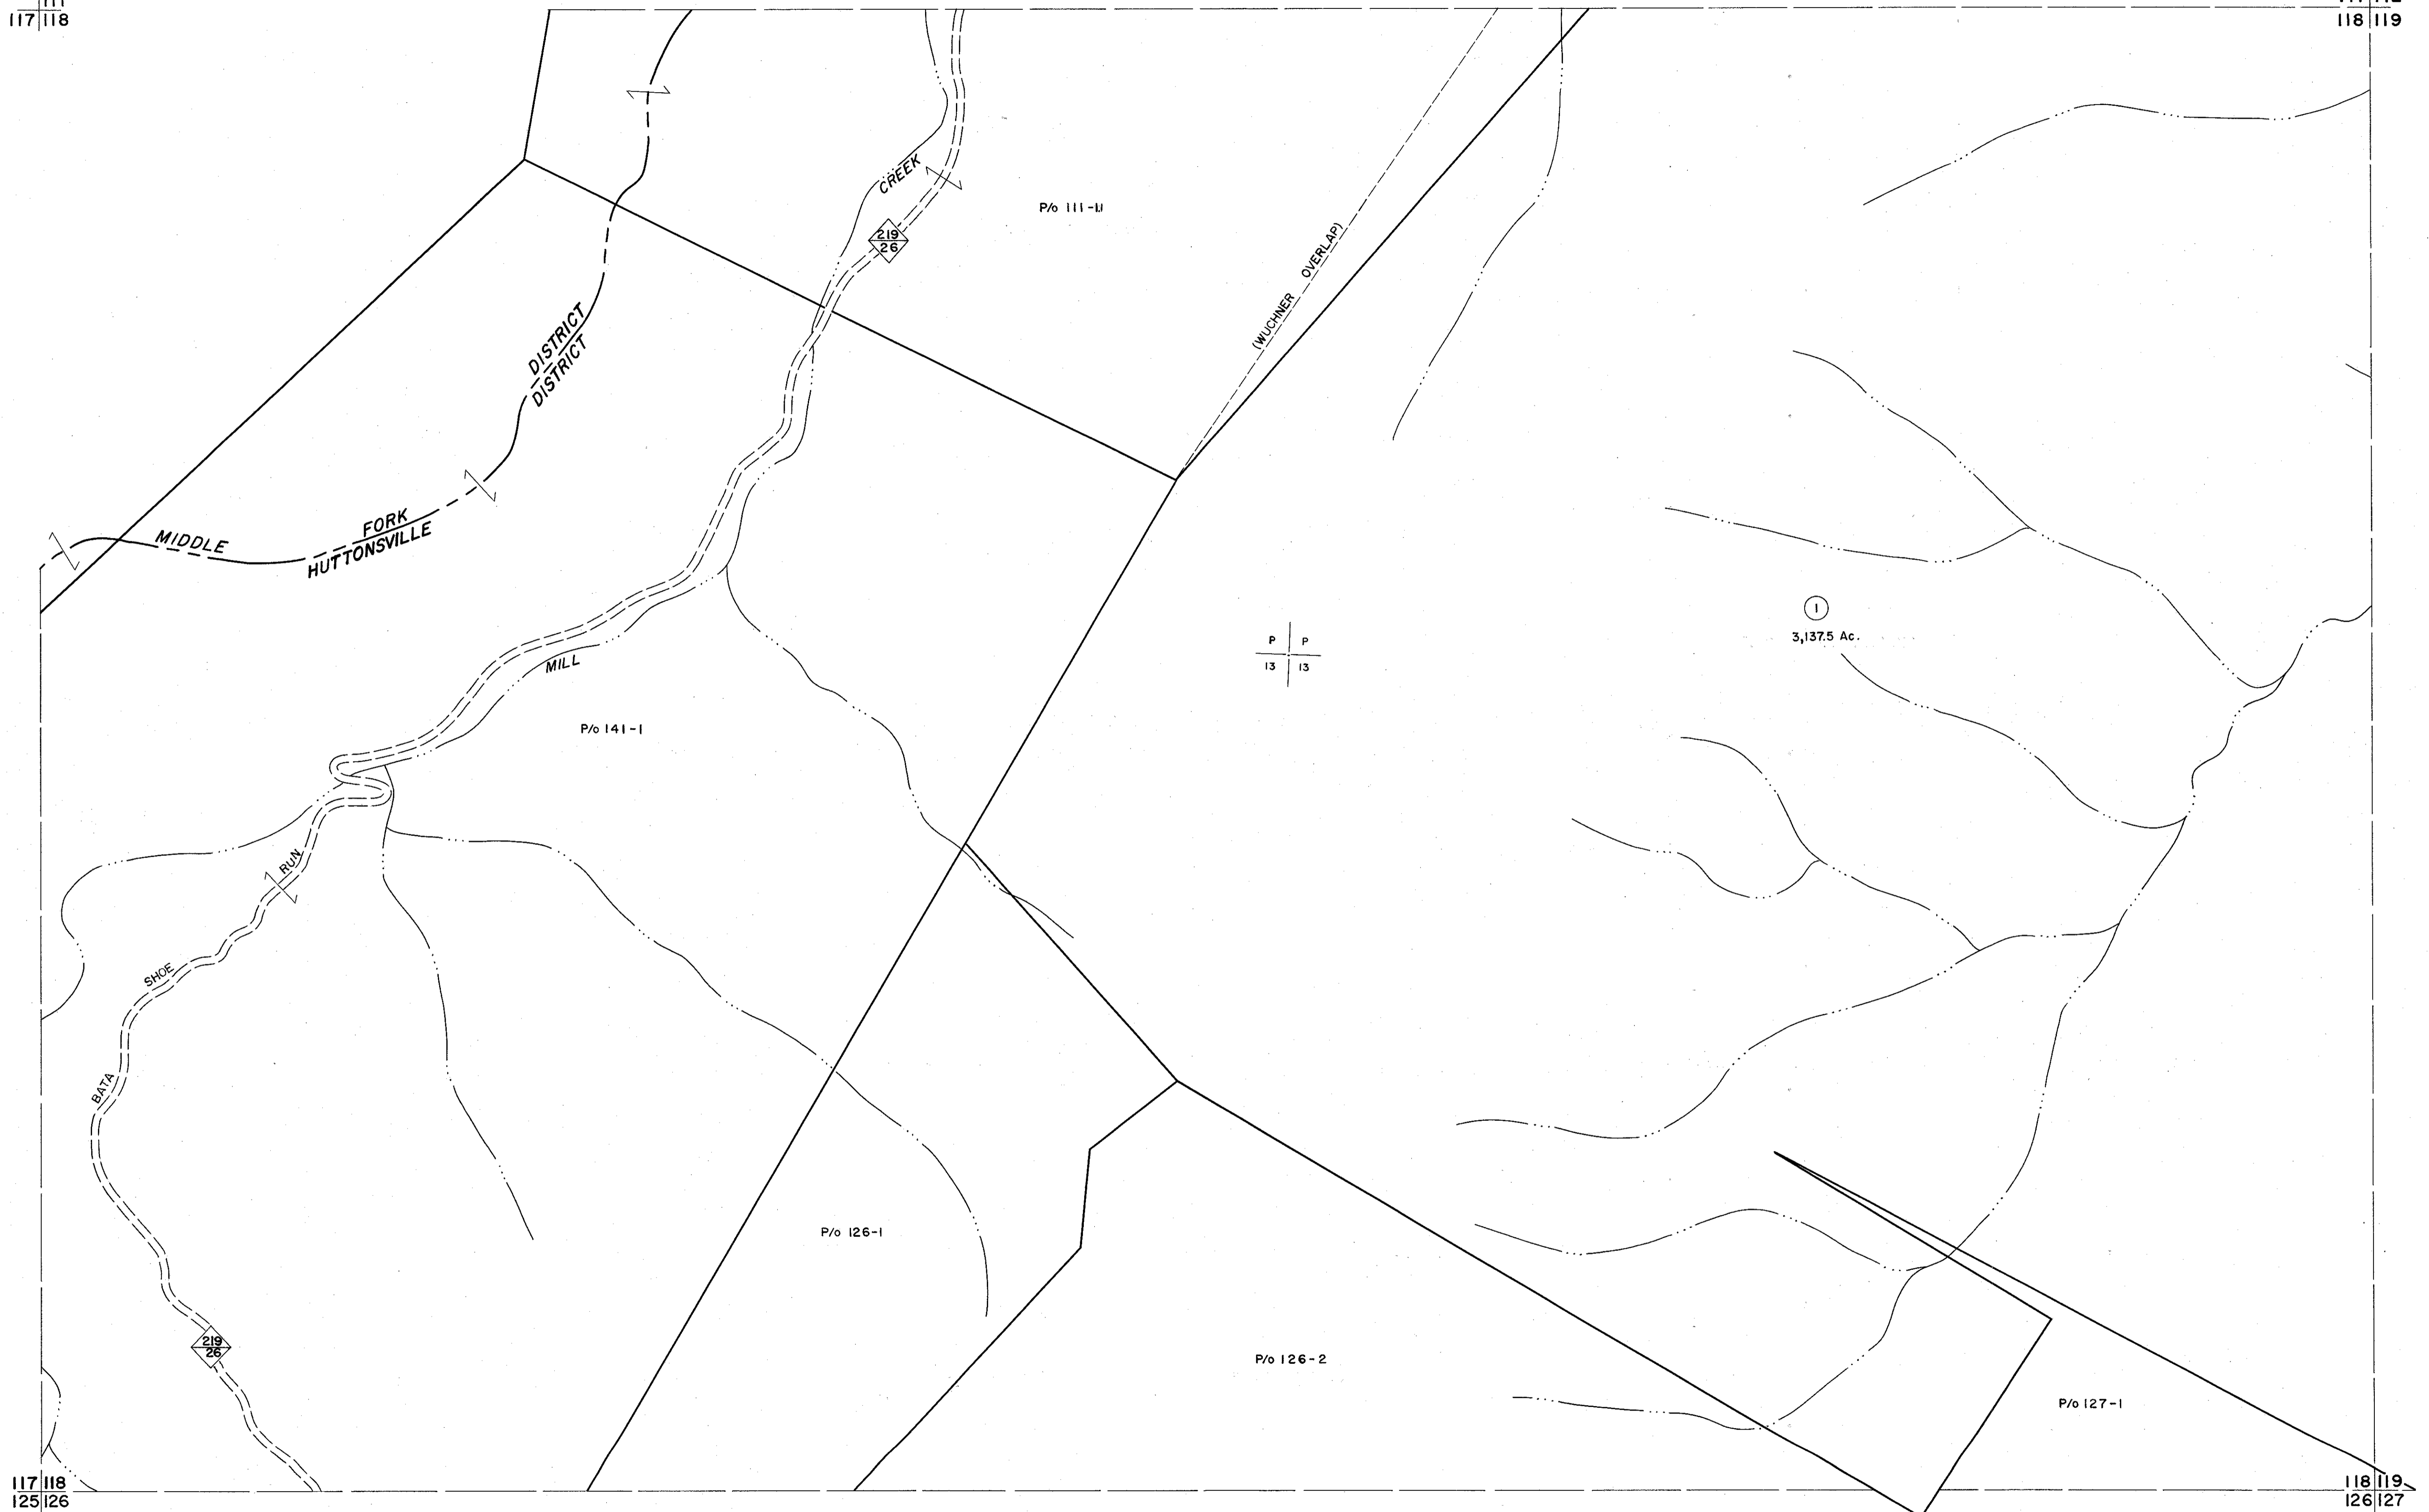 117 118
118 119
CREEK
P/o 111-1.1
219
26
(WUCHNER OVERLAP)
DISTRICT
DISTRICT
MIDDLE FORK
HUTTONSVILLE
1
3,137.5 Ac.
P P
13 13
MILL
P/o 141-1
RUN
SHOE
BATA
P/o 126-1
219
26
P/o 126-2
P/o 127-1
117 118
125 126
118 119
126 127